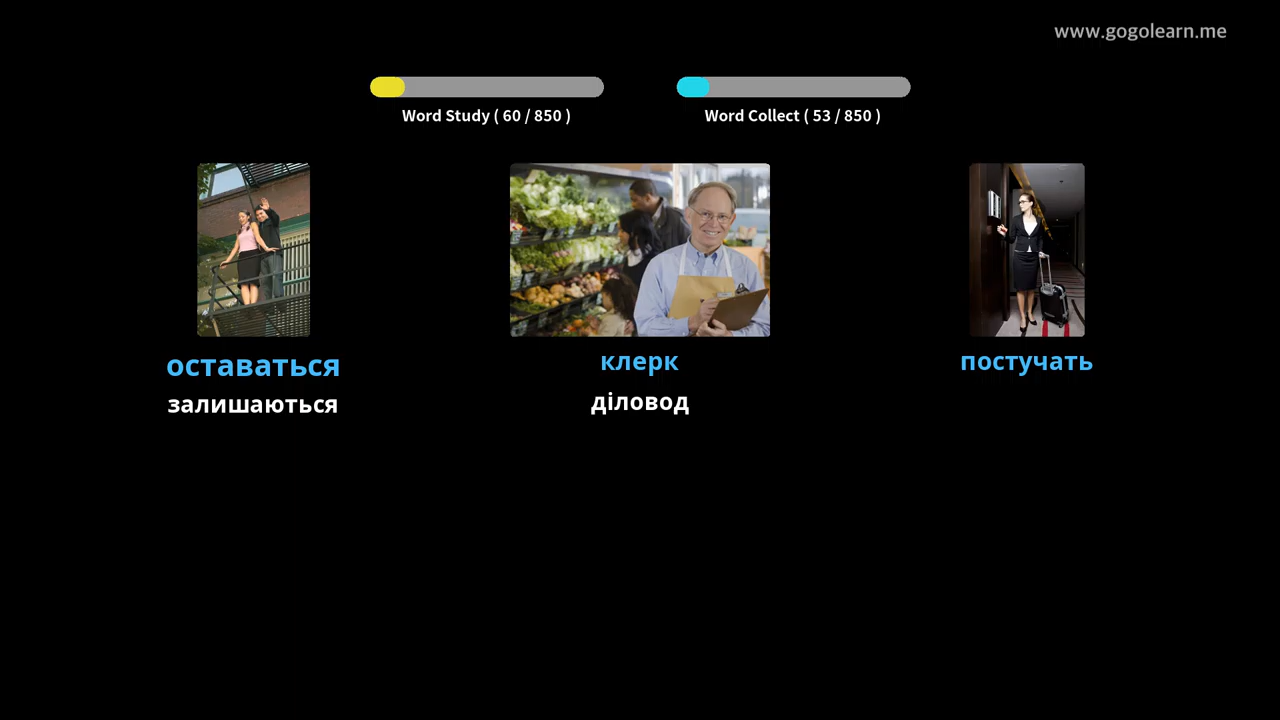 www.gogolearn.me
Word Study ( 60 / 850 )
Word Collect ( 53 / 850 )
оставаться
залишаються
клерк
діловод
постучать